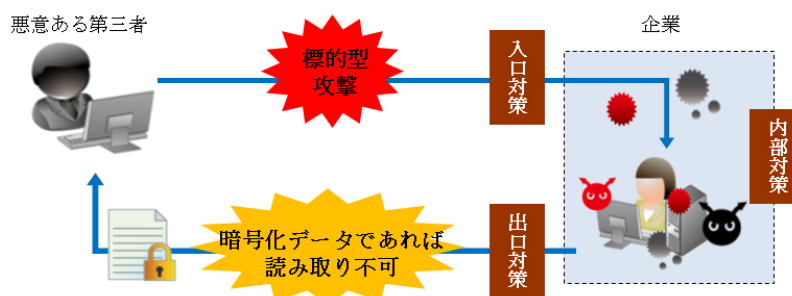 悪意ある第三者
企業
標的型
攻撃
入口対策
内部対策
暗号化データであれば
読み取り不可
出口対策